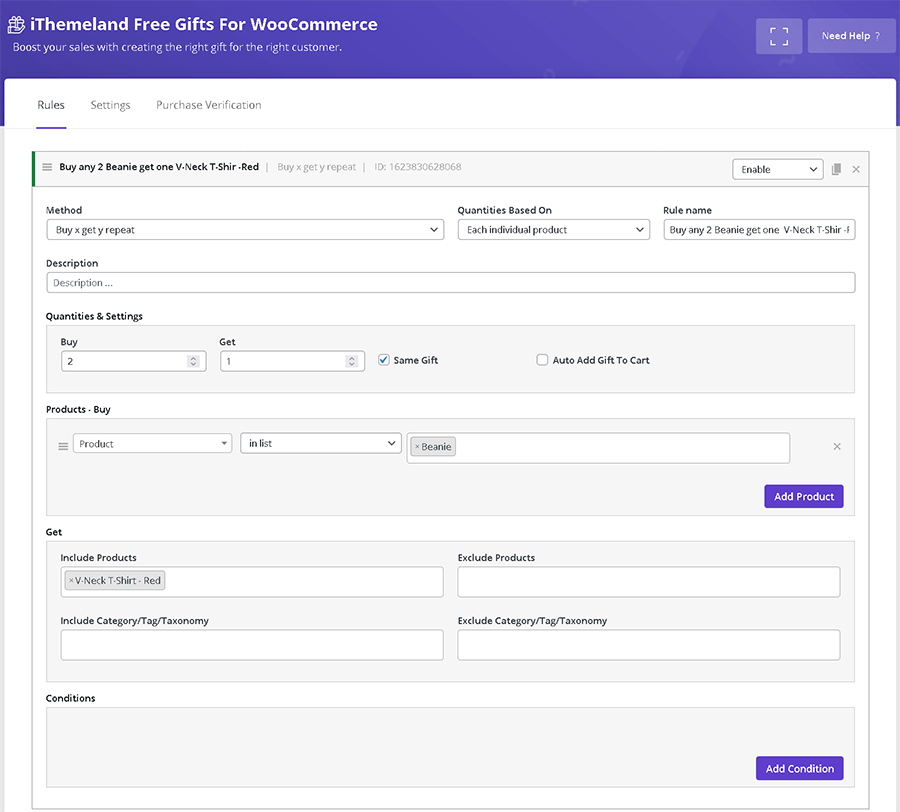 iThemeland Free Gifts For WooCommerce
Boost your sales with creating the right gift for the right customer.
Need Help ?
Rules Settings Purchase Verification
Buy any 2 Beanie get one V-Neck T-Shir -Red | Buy x get y repeat | ID: 1623830628068
Enable
Method Quantities Based On Rule name
Buy x get y repeat Each individual product Buy any 2 Beanie get one V-Neck T-Shir -F
Description
Description ...
Quantities & Settings
Buy Get
2 1 Same Gift Auto Add Gift To Cart
Products - Buy
Product in list ×Beanie
Add Product
Get
Include Products Exclude Products
×V-Neck T-Shirt - Red
Include Category/Tag/Taxonomy Exclude Category/Tag/Taxonomy
Conditions
Add Condition